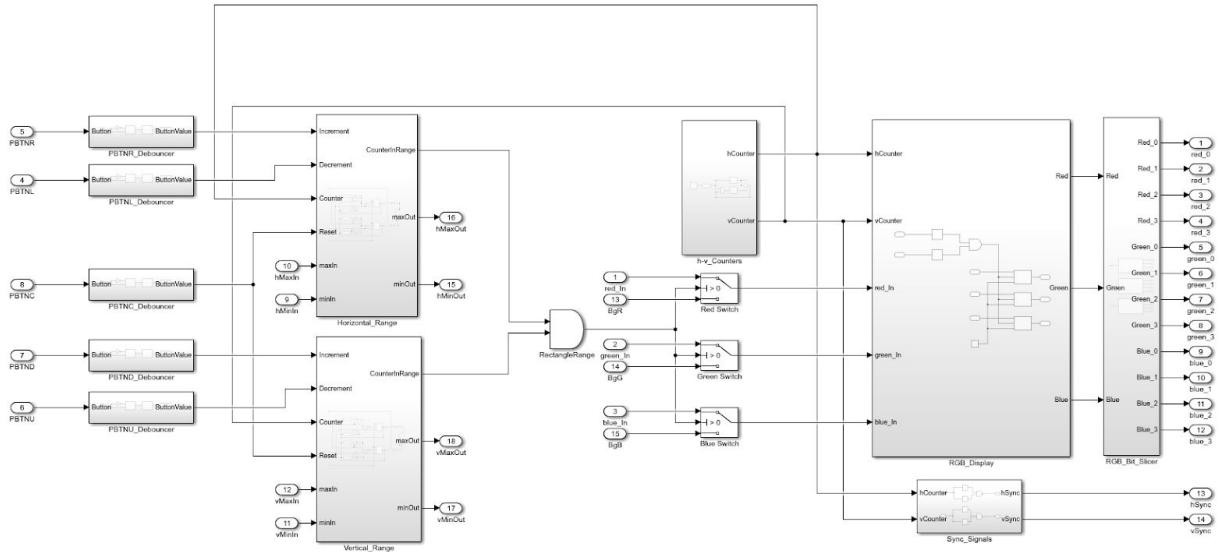 5
PBTNR
Button
ButtonValue
PBTNR_Debouncer
4
PBTNL
Button
ButtonValue
PBTNL_Debouncer
8
PBTNC
Button
ButtonValue
PBTNC_Debouncer
7
PBTND
Button
ButtonValue
PBTND_Debouncer
6
PBTNU
Button
ButtonValue
PBTNU_Debouncer
Increment
Decrement
Counter
Reset
maxIn
minIn
CounterInRange
maxOut
minOut
Horizontal_Range
10
hMaxIn
9
hMinIn
16
hMaxOut
15
hMinOut
Increment
Decrement
Counter
Reset
maxIn
minIn
CounterInRange
maxOut
minOut
Vertical_Range
12
vMaxIn
11
vMinIn
18
vMaxOut
17
vMinOut
RectangleRange
1
red_In
13
BgR
> 0
Red Switch
2
green_In
14
BgG
> 0
Green Switch
3
blue_In
15
BgB
> 0
Blue Switch
hCounter
vCounter
h-v_Counters
hCounter
vCounter
red_In
green_In
blue_In
Red
Green
Blue
RGB_Display
Red
Green
Blue
Red_0
Red_1
Red_2
Red_3
Green_0
Green_1
Green_2
Green_3
Blue_0
Blue_1
Blue_2
Blue_3
RGB_Bit_Slicer
1
red_0
2
red_1
3
red_2
4
red_3
5
green_0
6
green_1
7
green_2
8
green_3
9
blue_0
10
blue_1
11
blue_2
12
blue_3
hCounter
vCounter
hSync
vSync
Sync_Signals
13
hSync
14
vSync